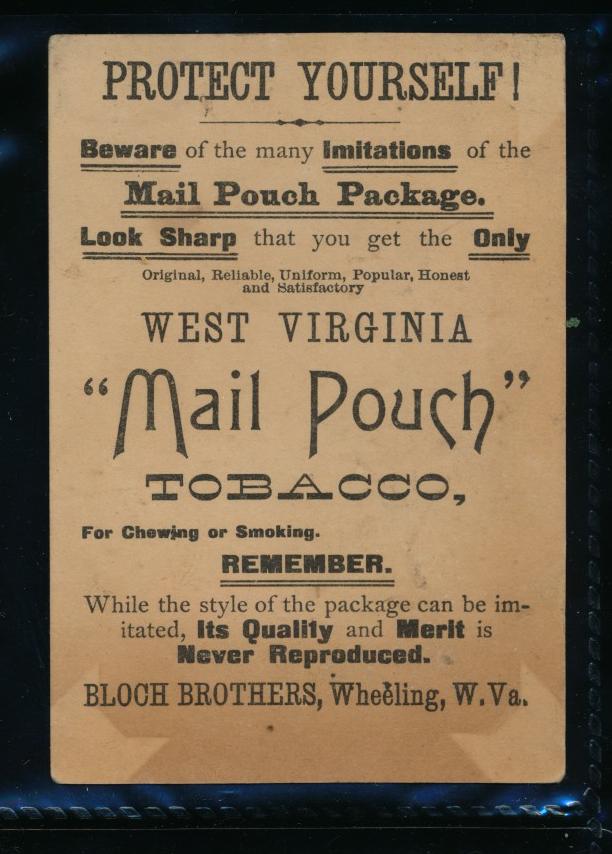 PROTECT YOURSELF!
Beware of the many Imitations of the
Mail Pouch Package.
Look Sharp that you get the Only
Original, Reliable, Uniform, Popular, Honest
and Satisfactory
WEST VIRGINIA
"Mail Pouch"
TOBACCO,
For Chewing or Smoking.
REMEMBER.
While the style of the package can be im-
itated, Its Quality and Merit is
Never Reproduced.
BLOCH BROTHERS, Wheeling, W.Va.